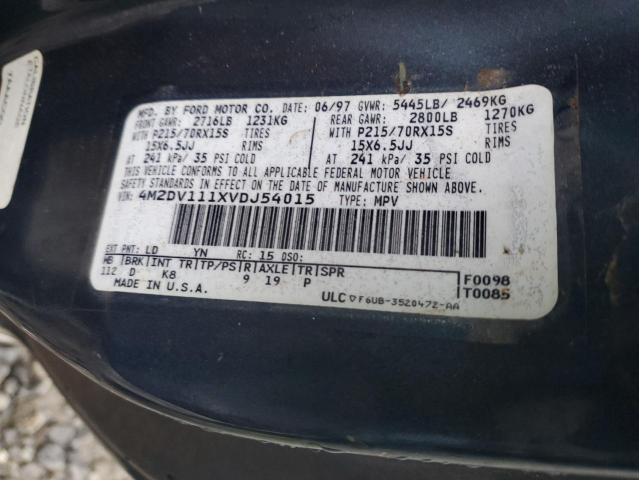 MFD. BY FORD MOTOR CO. DATE: 06/97 GVWR: 5445LB/ 2469KG
FRONT GAWR: 2716LB 1231KG REAR GAWR: 2800LB 1270KG
WITH P215/70RX15S TIRES WITH P215/70RX15S TIRES
15X6.5JJ RIMS 15X6.5JJ RIMS
AT 241 kPa/ 35 PSI COLD AT 241 kPa/ 35 PSI COLD
THIS VEHICLE CONFORMS TO ALL APPLICABLE FEDERAL MOTOR VEHICLE
SAFETY STANDARDS IN EFFECT ON THE DATE OF MANUFACTURE SHOWN ABOVE.
VIN: 4M2DV111XVDJ54015 TYPE: MPV
EXT PNT: LD YN RC: 15 DSO:
WB BRK INT TR TP/PS R AXLE TR SPR
112 D K8 9 19 P
F0098
T0085
MADE IN U.S.A.
ULC F6UB-3520472-AA